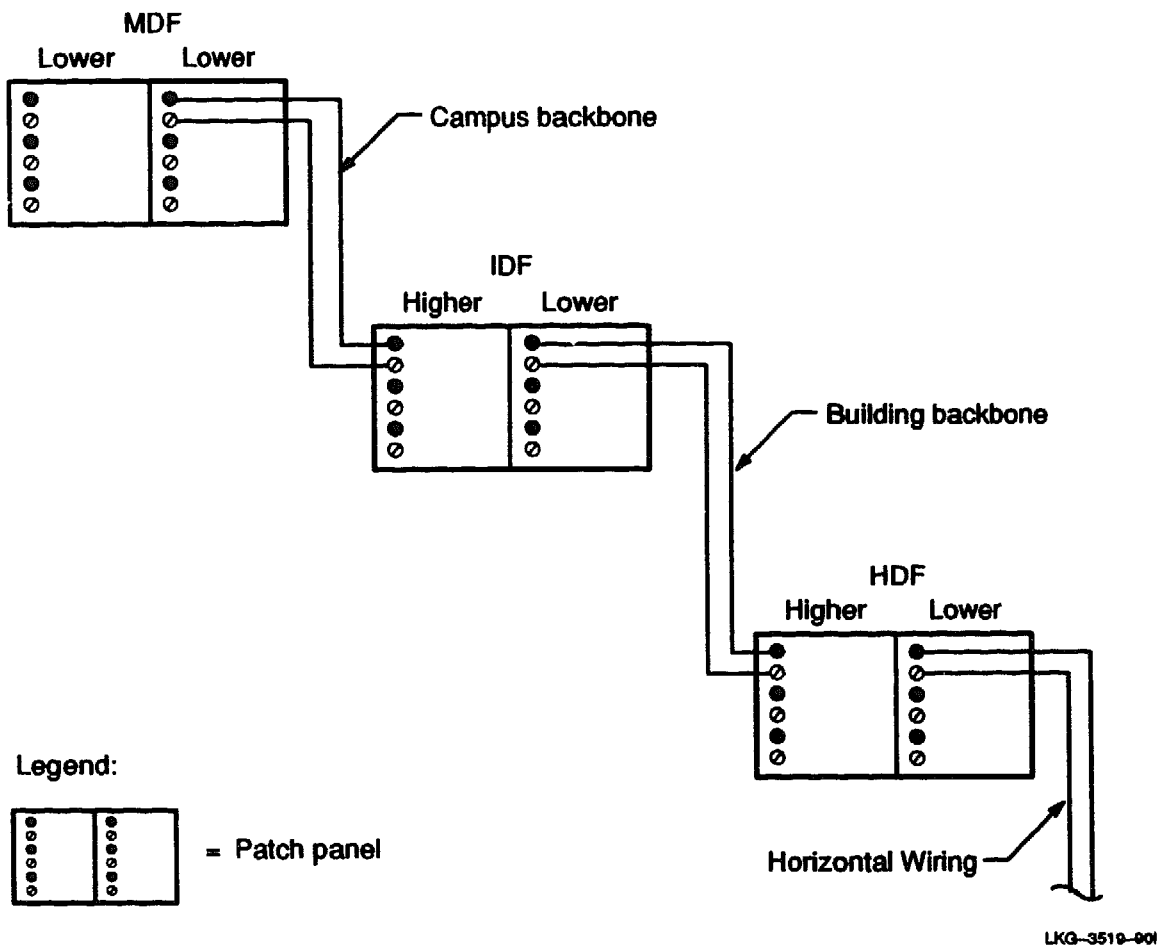 MDF
Lower Lower
Campus backbone
IDF
Higher Lower
Building backbone
HDF
Higher Lower
Legend:
= Patch panel
Horizontal Wiring